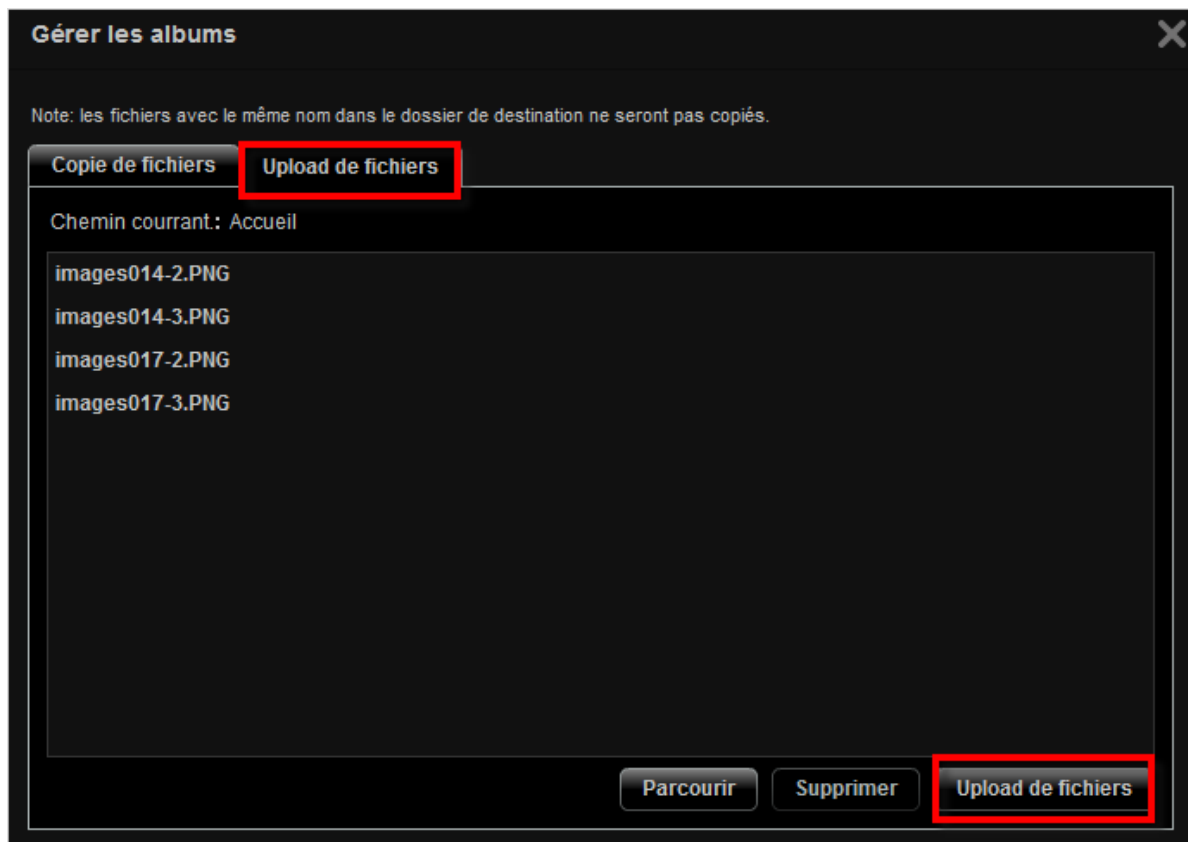 Gérer les albums
Note: les fichiers avec le même nom dans le dossier de destination ne seront pas copiés.
Copie de fichiers Upload de fichiers
Chemin courrant.: Accueil
images014-2.PNG
images014-3.PNG
images017-2.PNG
images017-3.PNG
Parcourir Supprimer Upload de fichiers